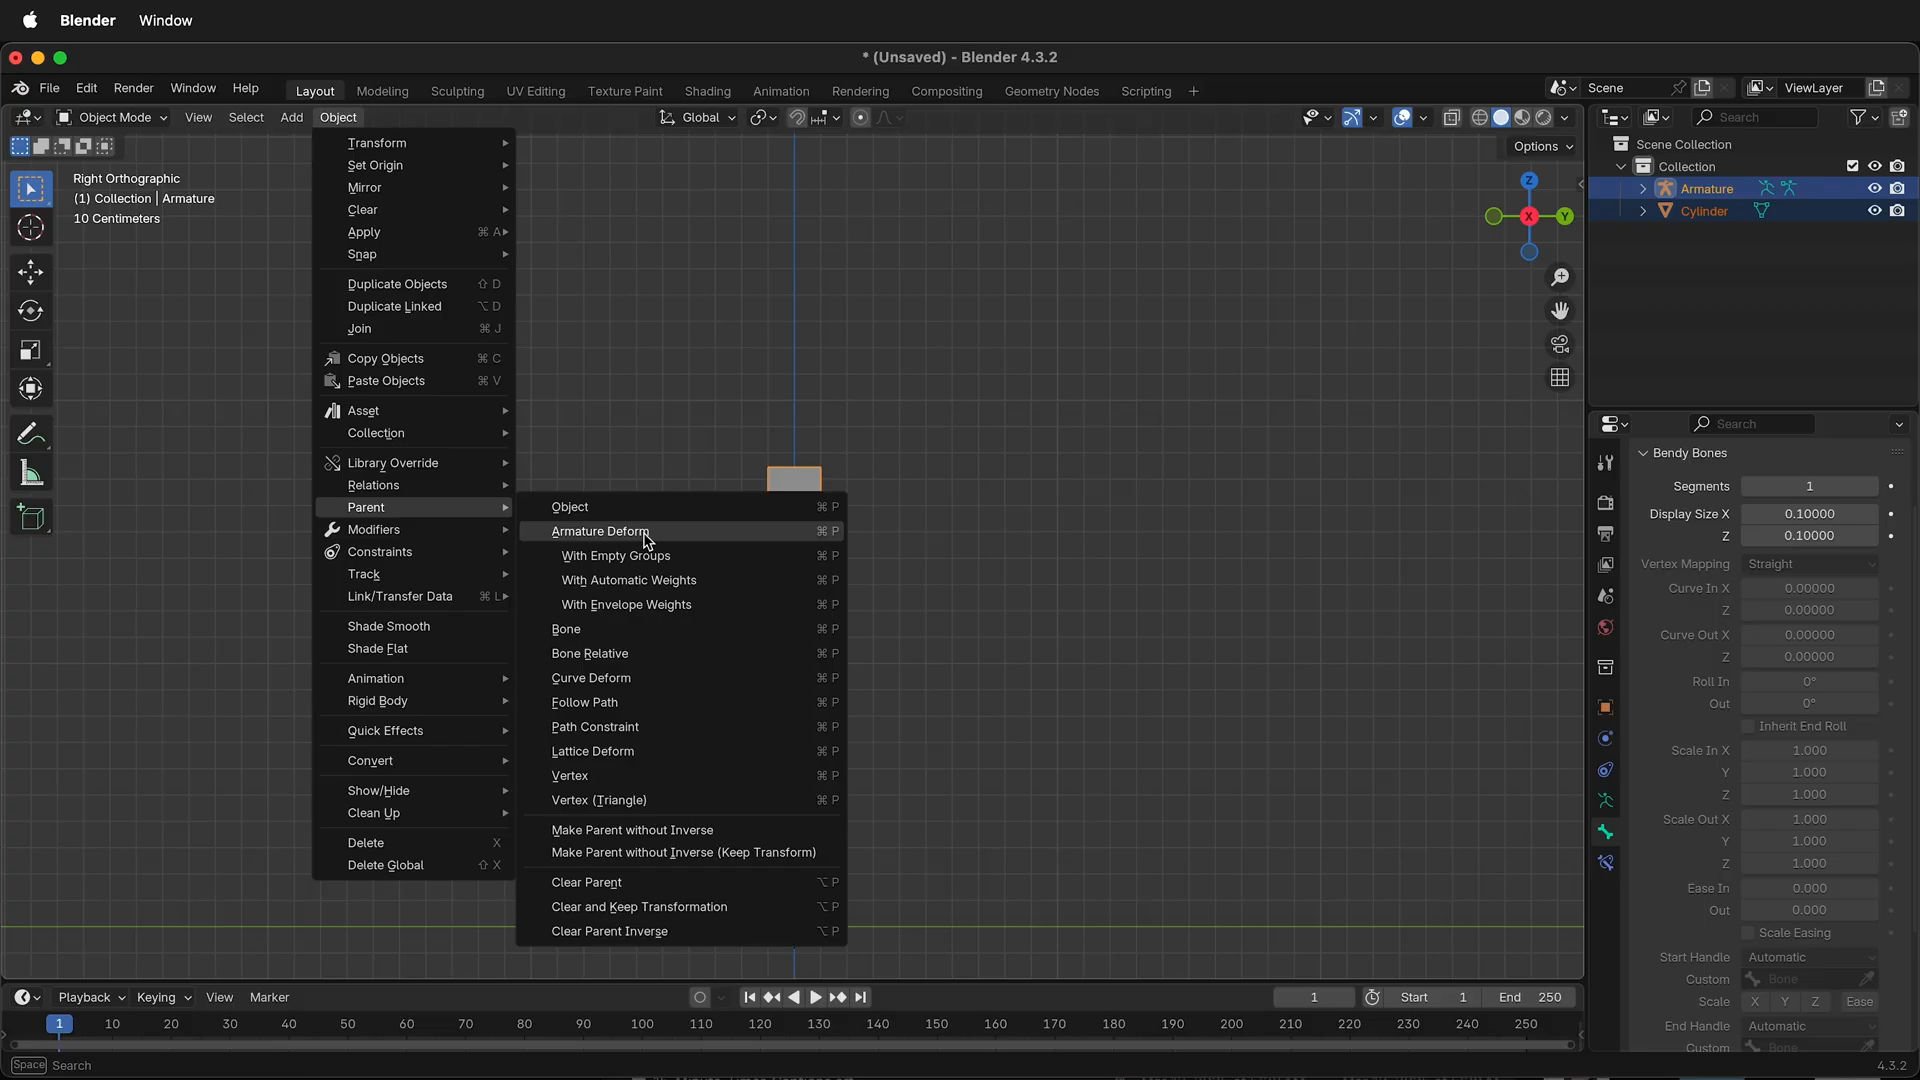 Blender Window
* (Unsaved) - Blender 4.3.2
File Edit Render Window Help Layout Modeling Sculpting UV Editing Texture Paint Shading Animation Rendering Compositing Geometry Nodes Scripting + Scene ViewLayer
Object Mode View Select Add Object Global Search
Options
Right Orthographic
(1) Collection | Armature
10 Centimeters
Transform
Set Origin
Mirror
Clear
Apply ⌘ A
Snap
Duplicate Objects ⇧ D
Duplicate Linked ⌥ D
Join ⌘ J
Copy Objects ⌘ C
Paste Objects ⌘ V
Asset
Collection
Library Override
Relations
Parent
Modifiers
Constraints
Track
Link/Transfer Data ⌘ L
Shade Smooth
Shade Flat
Animation
Rigid Body
Quick Effects
Convert
Show/Hide
Clean Up
Delete X
Delete Global ⇧ X
Object ⌘ P
Armature Deform ⌘ P
With Empty Groups ⌘ P
With Automatic Weights ⌘ P
With Envelope Weights ⌘ P
Bone ⌘ P
Bone Relative ⌘ P
Curve Deform ⌘ P
Follow Path ⌘ P
Path Constraint ⌘ P
Lattice Deform ⌘ P
Vertex ⌘ P
Vertex (Triangle) ⌘ P
Make Parent without Inverse
Make Parent without Inverse (Keep Transform)
Clear Parent ⌥ P
Clear and Keep Transformation ⌥ P
Clear Parent Inverse ⌥ P
Z
X Y
Scene Collection
Collection
Armature
Cylinder
Search
Bendy Bones
Segments 1
Display Size X 0.10000
Z 0.10000
Vertex Mapping Straight
Curve In X 0.00000
Z 0.00000
Curve Out X 0.00000
Z 0.00000
Roll In 0°
Out 0°
Inherit End Roll
Scale In X 1.000
Y 1.000
Z 1.000
Scale Out X 1.000
Y 1.000
Z 1.000
Ease In 0.000
Out 0.000
Scale Easing
Start Handle Automatic
Custom Bone
Scale X Y Z Ease
End Handle Automatic
Custom Bone
Playback Keying View Marker 1 Start 1 End 250
1 10 20 30 40 50 60 70 80 90 100 110 120 130 140 150 160 170 180 190 200 210 220 230 240 250
Space Search 4.3.2